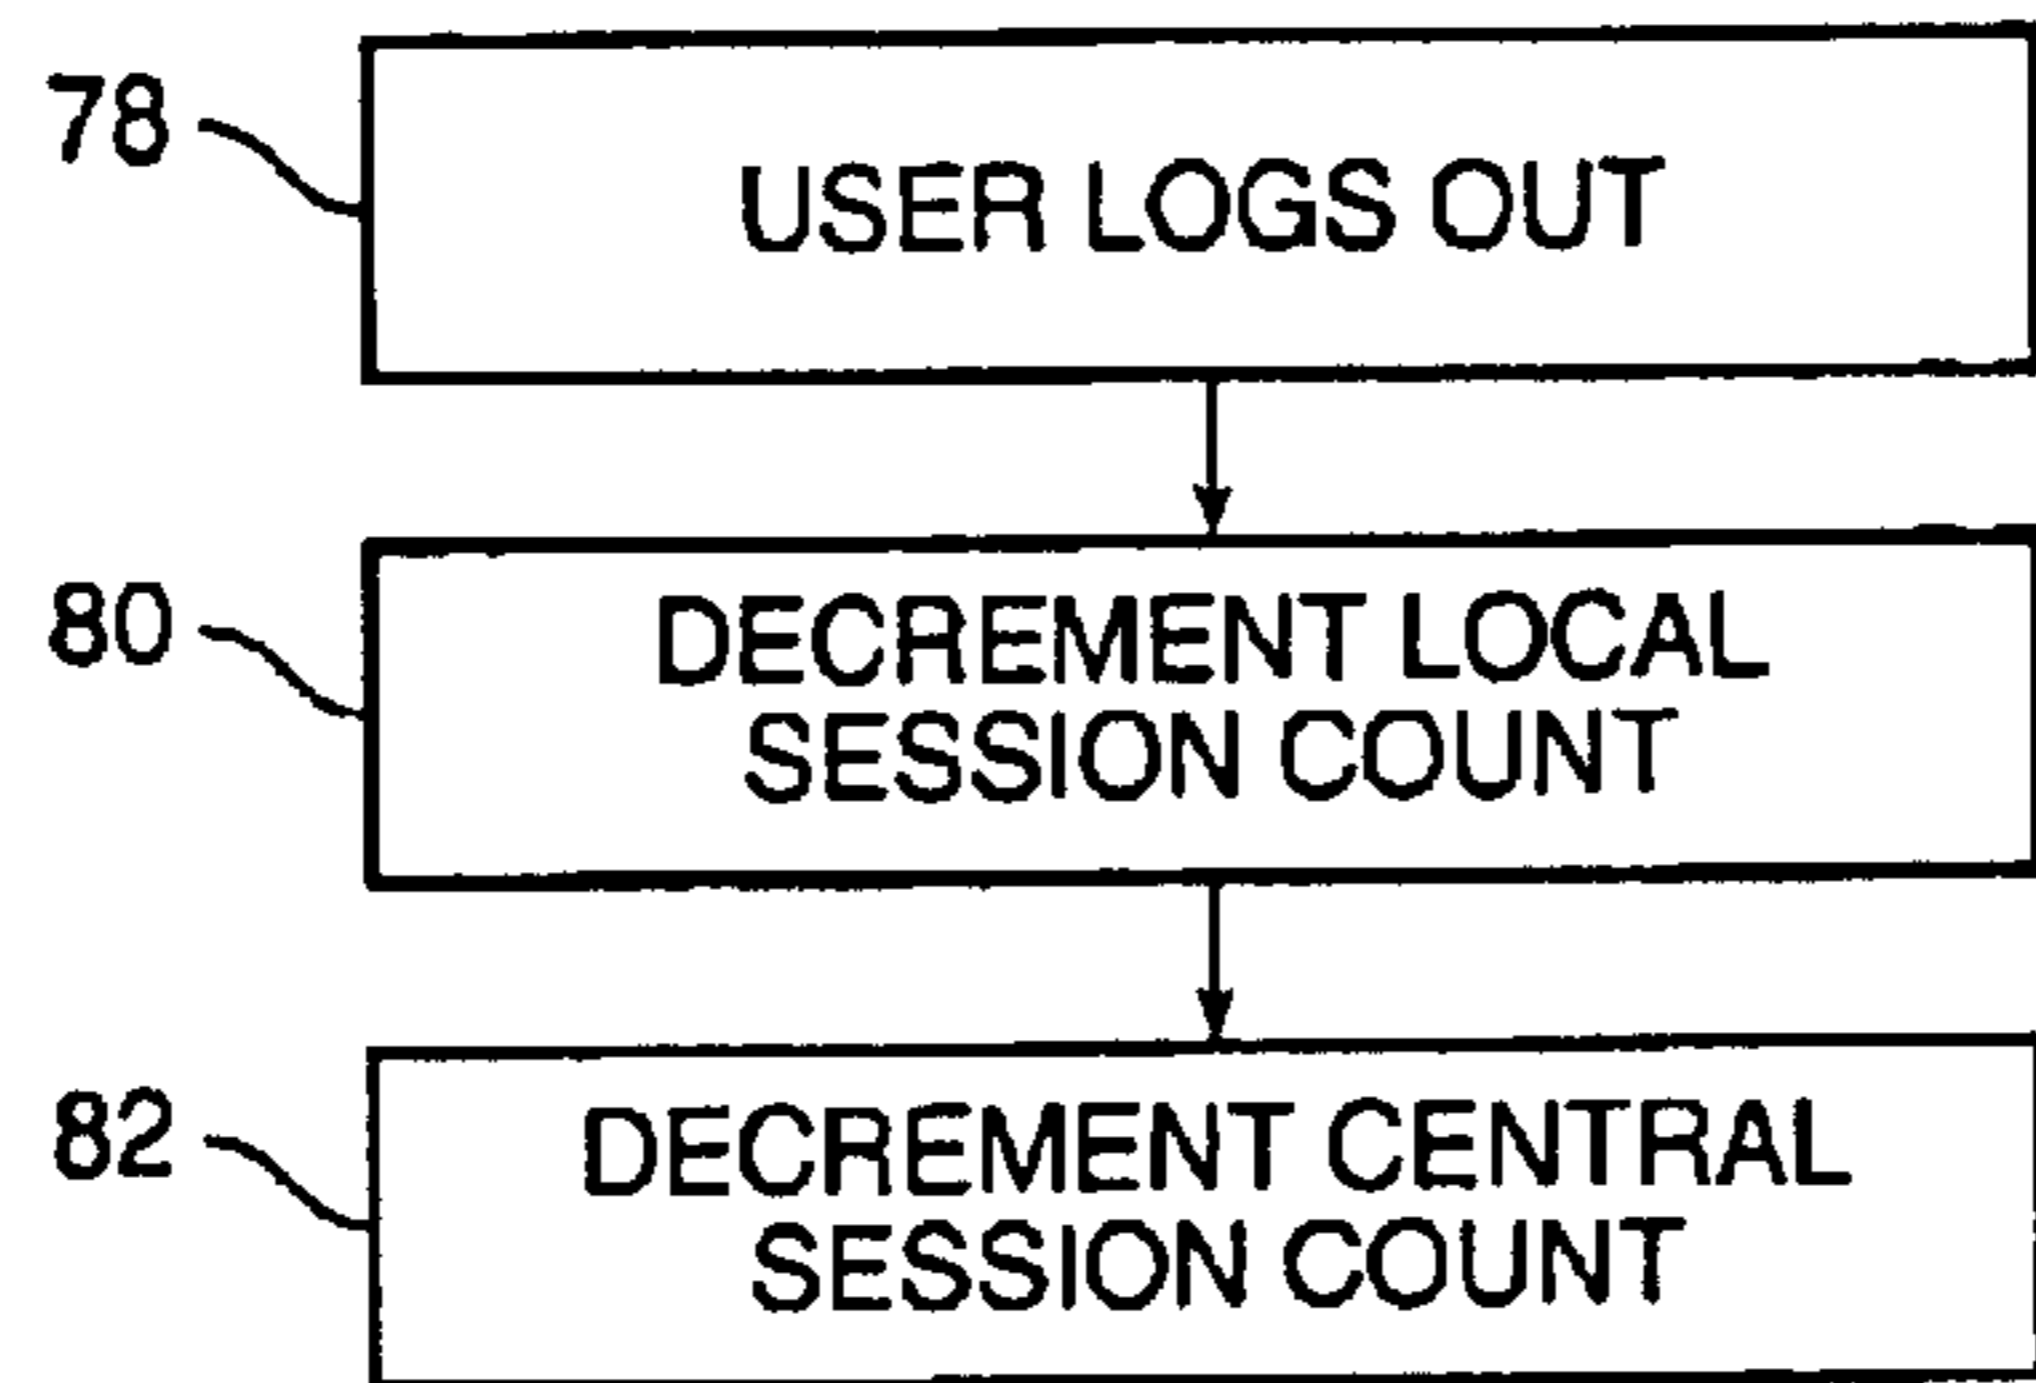 78
USER LOGS OUT
80
DECREMENT LOCAL
SESSION COUNT
82
DECREMENT CENTRAL
SESSION COUNT